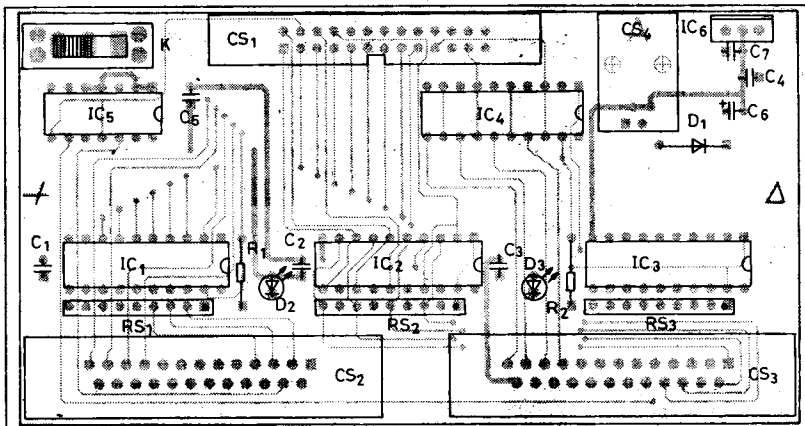 K
CS1
CS4
IC6
C7
C4
C6
IC5
C5
IC4
D1
C1
IC1
R1
C2
IC2
C3
D3
IC3
D2
R2
RS1
RS2
RS3
CS2
CS3